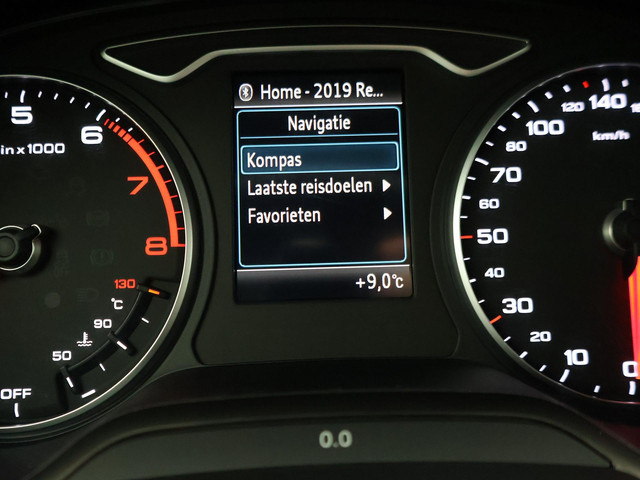 Home - 2019 Re...
Navigatie
Kompas
Laatste reisdoelen
Favorieten
+9,0°C
5
6
7
8
in x1000
130
°C
90
50
OFF
140
120
100
80
70
60
50
40
30
20
10
0
km/h
0.0